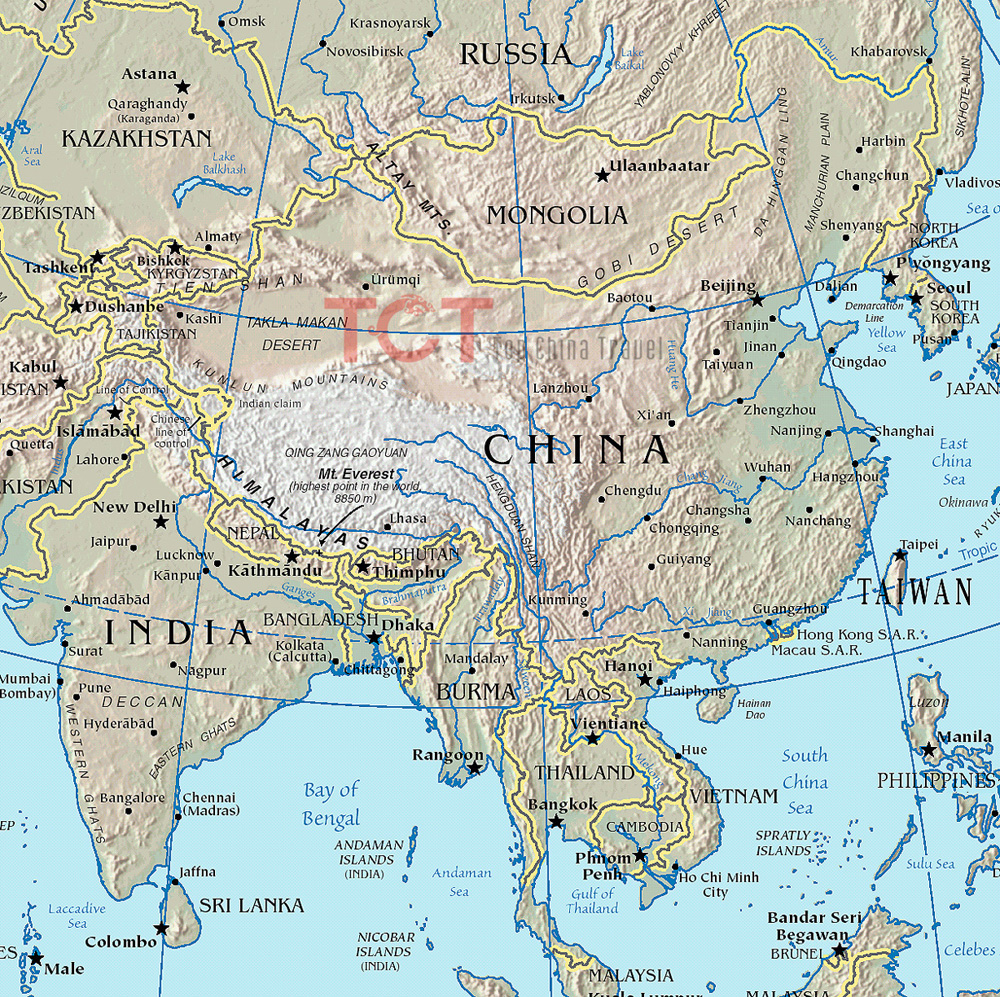 Omsk
Krasnoyarsk
Novosibirsk
RUSSIA
Lake
Baikal
YABLONOVYY KHREBET
Amur
Khabarovsk
SIKHOTE-ALIN'
Astana
Irkutsk
Qaraghandy
(Karaganda)
KAZAKHSTAN
Aral
Sea
Lake
Balkhash
ALTAY MTS.
Ulaanbaatar
MONGOLIA
GOBI DESERT
DA HINGGAN LING
MANCHURIAN PLAIN
Harbin
Changchun
Vladivos
Sea o
Shenyang
NORTH
KOREA
ZBEKISTAN
Almaty
Tashkent
Bishkek
KYRGYZSTAN
TIEN SHAN
Ürümqi
Baotou
Beijing
Dalian
P'yŏngyang
Seoul
Demarcation
Line
SOUTH
KOREA
Dushanbe
Kashi
TAJIKISTAN
TAKLA MAKAN
DESERT
TCT
Top China Travel
Tianjin
Jinan
Taiyuan
Yellow
Sea
Pusan
Qingdao
JAPAN
Kabul
ISTAN
Line of Control
KUNLUN MOUNTAINS
Indian claim
Lanzhou
Huang He
Zhengzhou
Islāmābād
Chinese
line of
control
Quetta
Lahore
Indus
KISTAN
QING ZANG GAOYUAN
Mt. Everest
(highest point in the world,
8850 m)
CHINA
Xi'an
Nanjing
Shanghai
Hangzhou
East
China
Sea
Wuhan
Chang Jiang
HENGDUAN SHAN
Chengdu
Changsha
Chongqing
Nanchang
Okinawa
RYUK
HIMALAYAS
New Delhi
Lhasa
Jaipur
NEPAL
Lucknow
Kānpur
Kāthmāndu
BHUTAN
Thimphu
Guiyang
Taipei
Tropic
TAIWAN
Ahmadābād
Ganges
Brahmaputra
Irrawaddy
Kunming
Xi Jiang
Guangzhou
INDIA
BANGLADESH
Dhaka
Surat
Kolkata
(Calcutta)
Chittagong
Nanning
Hong Kong S.A.R.
Macau S.A.R.
Nāgpur
Mandalay
Salween
Hanoi
Mumbai
Bombay)
Pune
DECCAN
BURMA
LAOS
Haiphong
Hainan
Dao
Luzon
Hyderābād
WESTERN GHATS
EASTERN GHATS
Rangoon
Vientiane
Hue
Mekong
South
China
Sea
Manila
PHILIPPINES
THAILAND
VIETNAM
Bangalore
Chennai
(Madras)
Bay of
Bengal
Bangkok
CAMBODIA
EP
ANDAMAN
ISLANDS
(INDIA)
SPRATLY
ISLANDS
Phnom
Penh
Ho Chi Minh
City
Sulu Sea
Jaffna
Andaman
Sea
Gulf of
Thailand
Laccadive
Sea
SRI LANKA
Colombo
Bandar Seri
Begawan
BRUNEI
Celebes
NICOBAR
ISLANDS
(INDIA)
ES
Male
MALAYSIA
Kuala Lumpur
MALAYSIA